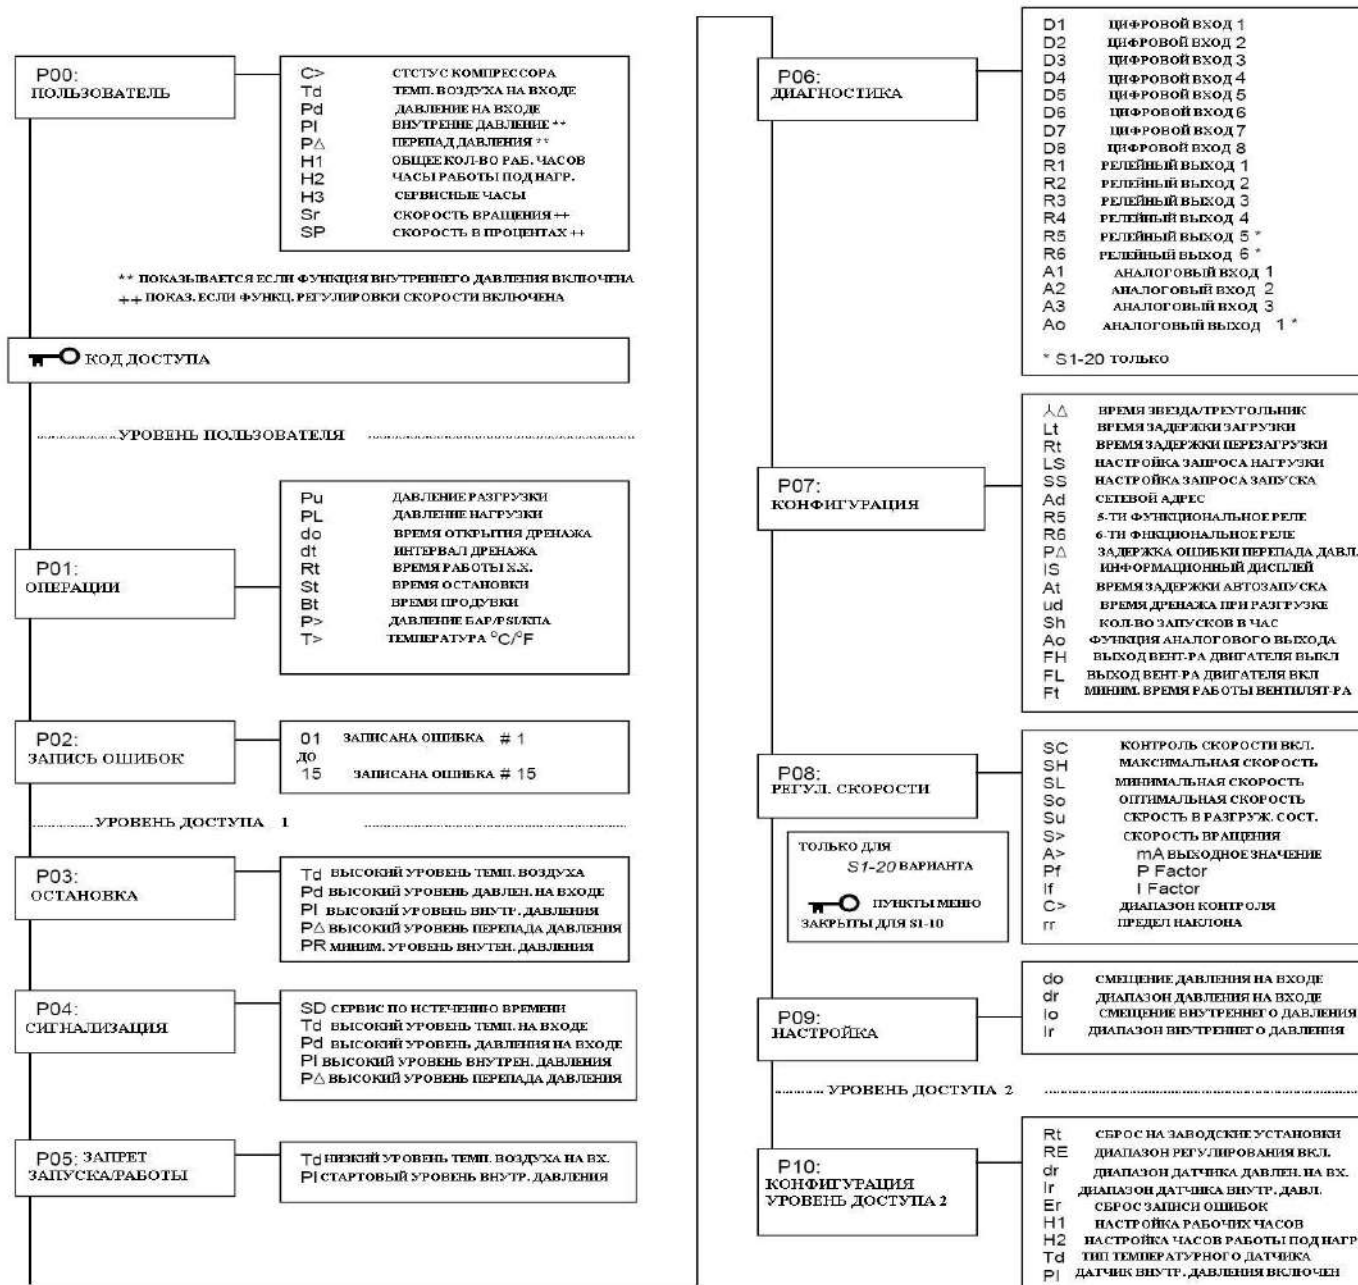 P00:
ПОЛЬЗОВАТЕЛЬ
C> СТСТУС КОМПРЕССОРА
Td ТЕМП. ВОЗДУХА НА ВХОДЕ
Pd ДАВЛЕНИЕ НА ВХОДЕ
PI ВНУТРЕНИЕ ДАВЛЕНИЕ **
P△ ПЕРЕПАД ДАВЛЕНИЯ **
H1 ОБЩЕЕ КОЛ-ВО РАБ. ЧАСОВ
H2 ЧАСЫ РАБОТЫ ПОД НАГР.
H3 СЕРВИСНЫЕ ЧАСЫ
Sr СКОРОСТЬ ВРАЩЕНИЯ ++
SP СКОРОСТЬ В ПРОЦЕНТАХ ++
** ПОКАЗЫВАЕТСЯ ЕСЛИ ФУНКЦИЯ ВНУТРЕННЕГО ДАВЛЕНИЯ ВКЛЮЧЕНА
++ ПОКАЗ. ЕСЛИ ФУНКЦ. РЕГУЛИРОВКИ СКОРОСТИ ВКЛЮЧЕНА
КОД ДОСТУПА
УРОВЕНЬ ПОЛЬЗОВАТЕЛЯ
P01:
ОПЕРАЦИИ
Pu ДАВЛЕНИЕ РАЗГРУЗКИ
PL ДАВЛЕНИЕ НАГРУЗКИ
do ВРЕМЯ ОТКРЫТИЯ ДРЕНАЖА
dt ИНТЕРВАЛ ДРЕНАЖА
Rt ВРЕМЯ РАБОТЫ Х.Х.
St ВРЕМЯ ОСТАНОВКИ
Bt ВРЕМЯ ПРОДУВКИ
P> ДАВЛЕНИЕ БАР/PSI/КПА
T> ТЕМПЕРАТУРА °C/°F
P02:
ЗАПИСЬ ОШИБОК
01 ЗАПИСАНА ОШИБКА # 1
ДО
15 ЗАПИСАНА ОШИБКА # 15
УРОВЕНЬ ДОСТУПА 1
P03:
ОСТАНОВКА
Td ВЫСОКИЙ УРОВЕНЬ ТЕМП. ВОЗДУХА
Pd ВЫСОКИЙ УРОВЕНЬ ДАВЛЕН. НА ВХОДЕ
PI ВЫСОКИЙ УРОВЕНЬ ВНУТР. ДАВЛЕНИЯ
P△ ВЫСОКИЙ УРОВЕНЬ ПЕРЕПАДА ДАВЛЕНИЯ
PR МИНИМ. УРОВЕНЬ ВНУТЕН. ДАВЛЕНИЯ
P04:
СИГНАЛИЗАЦИЯ
SD СЕРВИС ПО ИСТЕЧЕНИЮ ВРЕМЕНИ
Td ВЫСОКИЙ УРОВЕНЬ ТЕМП. НА ВХОДЕ
Pd ВЫСОКИЙ УРОВЕНЬ ДАВЛЕНИЯ НА ВХОДЕ
PI ВЫСОКИЙ УРОВЕНЬ ВНУТРЕН. ДАВЛЕНИЯ
P△ ВЫСОКИЙ УРОВЕНЬ ПЕРЕПАДА ДАВЛЕНИЯ
P05: ЗАПРЕТ
ЗАПУСКА/РАБОТЫ
Td НИЗКИЙ УРОВЕНЬ ТЕМП. ВОЗДУХА НА ВХ.
PI СТАРТОВЫЙ УРОВЕНЬ ВНУТР. ДАВЛЕНИЯ
P06:
ДИАГНОСТИКА
D1 ЦИФРОВОЙ ВХОД 1
D2 ЦИФРОВОЙ ВХОД 2
D3 ЦИФРОВОЙ ВХОД 3
D4 ЦИФРОВОЙ ВХОД 4
D5 ЦИФРОВОЙ ВХОД 5
D6 ЦИФРОВОЙ ВХОД 6
D7 ЦИФРОВОЙ ВХОД 7
D8 ЦИФРОВОЙ ВХОД 8
R1 РЕЛЕЙНЫЙ ВЫХОД 1
R2 РЕЛЕЙНЫЙ ВЫХОД 2
R3 РЕЛЕЙНЫЙ ВЫХОД 3
R4 РЕЛЕЙНЫЙ ВЫХОД 4
R5 РЕЛЕЙНЫЙ ВЫХОД 5 *
R6 РЕЛЕЙНЫЙ ВЫХОД 6 *
A1 АНАЛОГОВЫЙ ВХОД 1
A2 АНАЛОГОВЫЙ ВХОД 2
A3 АНАЛОГОВЫЙ ВХОД 3
Ao АНАЛОГОВЫЙ ВЫХОД 1 *
* S1-20 ТОЛЬКО
P07:
КОНФИГУРАЦИЯ
⅄△ ВРЕМЯ ЗВЕЗДА/ТРЕУГОЛЬНИК
Lt ВРЕМЯ ЗАДЕРЖКИ ЗАГРУЗКИ
Rt ВРЕМЯ ЗАДЕРЖКИ ПЕРЕЗАГРУЗКИ
LS НАСТРОЙКА ЗАПРОСА НАГРУЗКИ
SS НАСТРОЙКА ЗАПРОСА ЗАПУСКА
Ad СЕТЕВОЙ АДРЕС
R5 5-ТИ ФУНКЦИОНАЛЬНОЕ РЕЛЕ
R6 6-ТИ ФНКЦИОНАЛЬНОЕ РЕЛЕ
P△ ЗАДЕРЖКА ОШИБКИ ПЕРЕПАДА ДАВЛ.
IS ИНФОРМАЦИОННЫЙ ДИСПЛЕЙ
At ВРЕМЯ ЗАДЕРЖКИ АВТОЗАПУСКА
ud ВРЕМЯ ДРЕНАЖА ПРИ РАЗГРУЗКЕ
Sh КОЛ-ВО ЗАПУСКОВ В ЧАС
Ao ФУНКЦИЯ АНАЛОГОВОГО ВЫХОДА
FH ВЫХОД ВЕНТ-РА ДВИГАТЕЛЯ ВЫКЛ
FL ВЫХОД ВЕНТ-РА ДВИГАТЕЛЯ ВКЛ
Ft МИНИМ. ВРЕМЯ РАБОТЫ ВЕНТИЛЯТ-РА
P08:
РЕГУЛ. СКОРОСТИ
ТОЛЬКО ДЛЯ
S1-20 ВАРИАНТА
ПУНКТЫ МЕНЮ
ЗАКРЫТЫ ДЛЯ S1-10
SC КОНТРОЛЬ СКОРОСТИ ВКЛ.
SH МАКСИМАЛЬНАЯ СКОРОСТЬ
SL МИНИМАЛЬНАЯ СКОРОСТЬ
So ОПТИМАЛЬНАЯ СКОРОСТЬ
Su СКРОСТЬ В РАЗГРУЖ. СОСТ.
S> СКОРОСТЬ ВРАЩЕНИЯ
A> mA ВЫХОДНОЕ ЗНАЧЕНИЕ
Pf P Factor
If I Factor
C> ДИАПАЗОН КОНТРОЛЯ
rr ПРЕДЕЛ НАКЛОНА
P09:
НАСТРОЙКА
do СМЕЩЕНИЕ ДАВЛЕНИЯ НА ВХОДЕ
dr ДИАПАЗОН ДАВЛЕНИЯ НА ВХОДЕ
Io СМЕЩЕНИЕ ВНУТРЕННЕГО ДАВЛЕНИЯ
Ir ДИАПАЗОН ВНУТРЕННЕГО ДАВЛЕНИЯ
УРОВЕНЬ ДОСТУПА 2
P10:
КОНФИГУРАЦИЯ
УРОВЕНЬ ДОСТУПА 2
Rt СБРОС НА ЗАВОДСКИЕ УСТАНОВКИ
RE ДИАПАЗОН РЕГУЛИРОВАНИЯ ВКЛ.
dr ДИАПАЗОН ДАТЧИКА ДАВЛЕН. НА ВХ.
Ir ДИАПАЗОН ДАТЧИКА ВНУТР. ДАВЛ.
Er СБРОС ЗАПИСИ ОШИБОК
H1 НАСТРОЙКА РАБОЧИХ ЧАСОВ
H2 НАСТРОЙКА ЧАСОВ РАБОТЫ ПОД НАГР
Td ТИП ТЕМПЕРАТУРНОГО ДАТЧИКА
PI ДАТЧИК ВНУТР. ДАВЛЕНИЯ ВКЛЮЧЕН